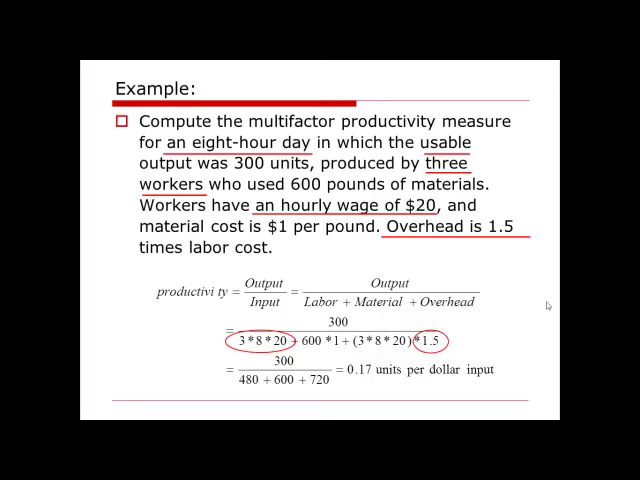 Example:
Compute the multifactor productivity measure
for an eight-hour day in which the usable
output was 300 units, produced by three
workers who used 600 pounds of materials.
Workers have an hourly wage of $20, and
material cost is $1 per pound. Overhead is 1.5
times labor cost.
productivi ty = Output / Input = Output / Labor + Material + Overhead
= 300 / 3*8*20 + 600 *1 + (3*8*20) *1.5
= 300 / 480 + 600 + 720 = 0.17 units per dollar input